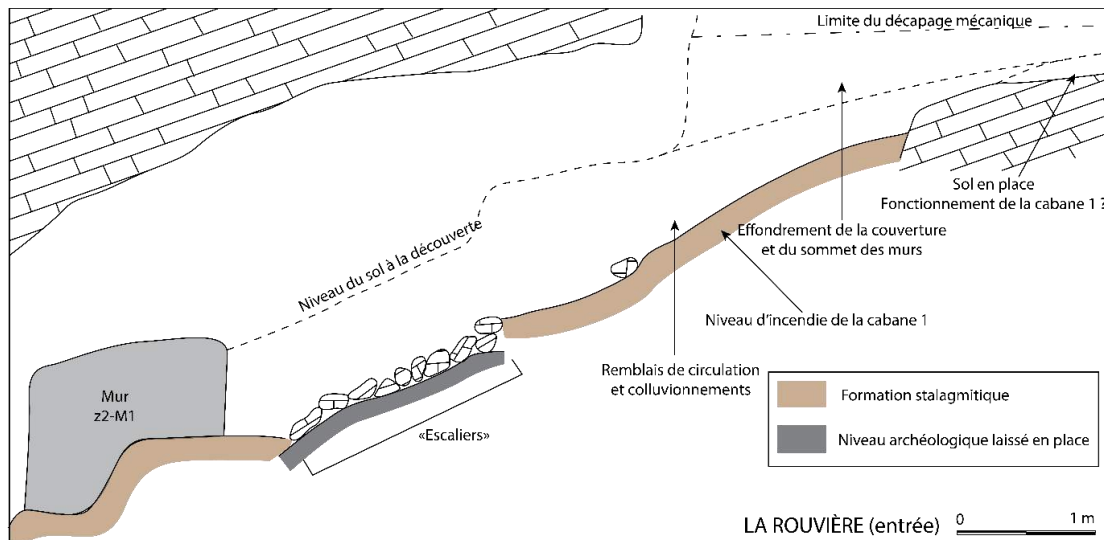 Limite du décapage mécanique
Sol en place
Fonctionnement de la cabane 1 ?
Effondrement de la couverture
et du sommet des murs
Niveau du sol à la découverte
Niveau d'incendie de la cabane 1
Remblais de circulation
et colluvionnements
Mur
z2-M1
«Escaliers»
Formation stalagmitique
Niveau archéologique laissé en place
LA ROUVIÈRE (entrée) 0 1 m